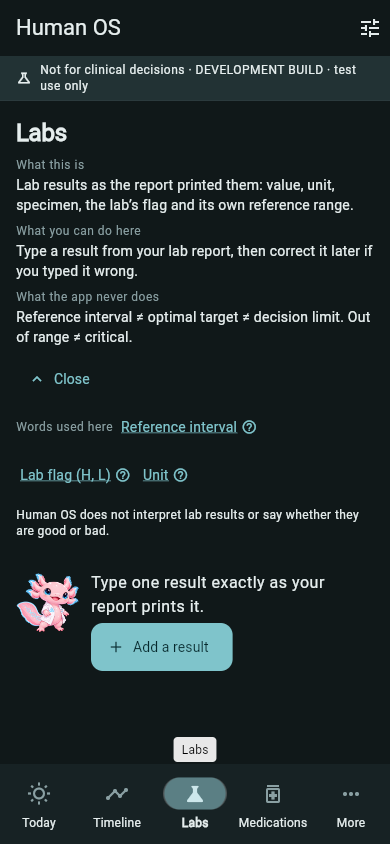 Human OS
Not for clinical decisions · DEVELOPMENT BUILD · test
use only
Labs
What this is
Lab results as the report printed them: value, unit,
specimen, the lab's flag and its own reference range.
What you can do here
Type a result from your lab report, then correct it later if
you typed it wrong.
What the app never does
Reference interval ≠ optimal target ≠ decision limit. Out
of range ≠ critical.
Close
Words used here Reference interval ?
Lab flag (H, L) ? Unit ?
Human OS does not interpret lab results or say whether they
are good or bad.
Type one result exactly as your
report prints it.
+ Add a result
Labs
Today Timeline Labs Medications More